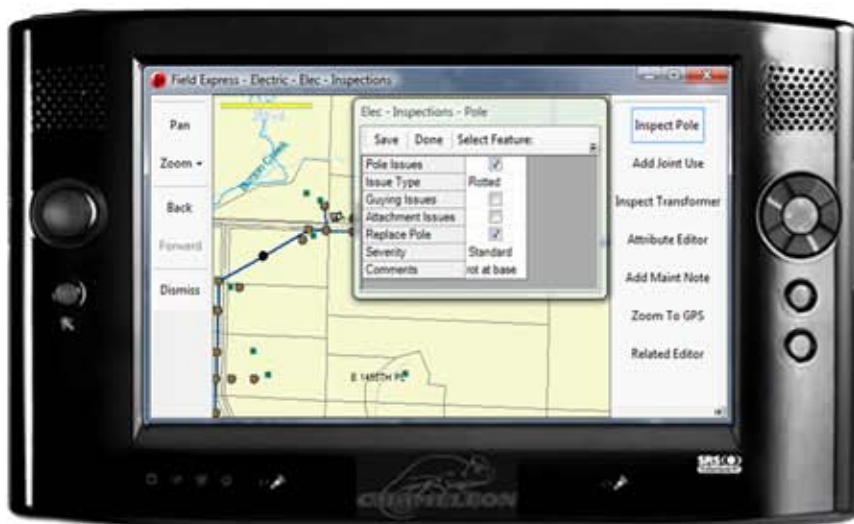 Field Express - Electric - Elec - Inspections
Pan
Zoom
Back
Forward
Dismiss
Elec - Inspections - Pole
Save Done Select Feature:
Pole Issues
Issue Type Rotted
Guying Issues
Attachment Issues
Replace Pole
Severity Standard
Comments rot at base
Inspect Pole
Add Joint Use
Inspect Transformer
Attribute Editor
Add Maint Note
Zoom To GPS
Related Editor
SRS
CHAMELEON